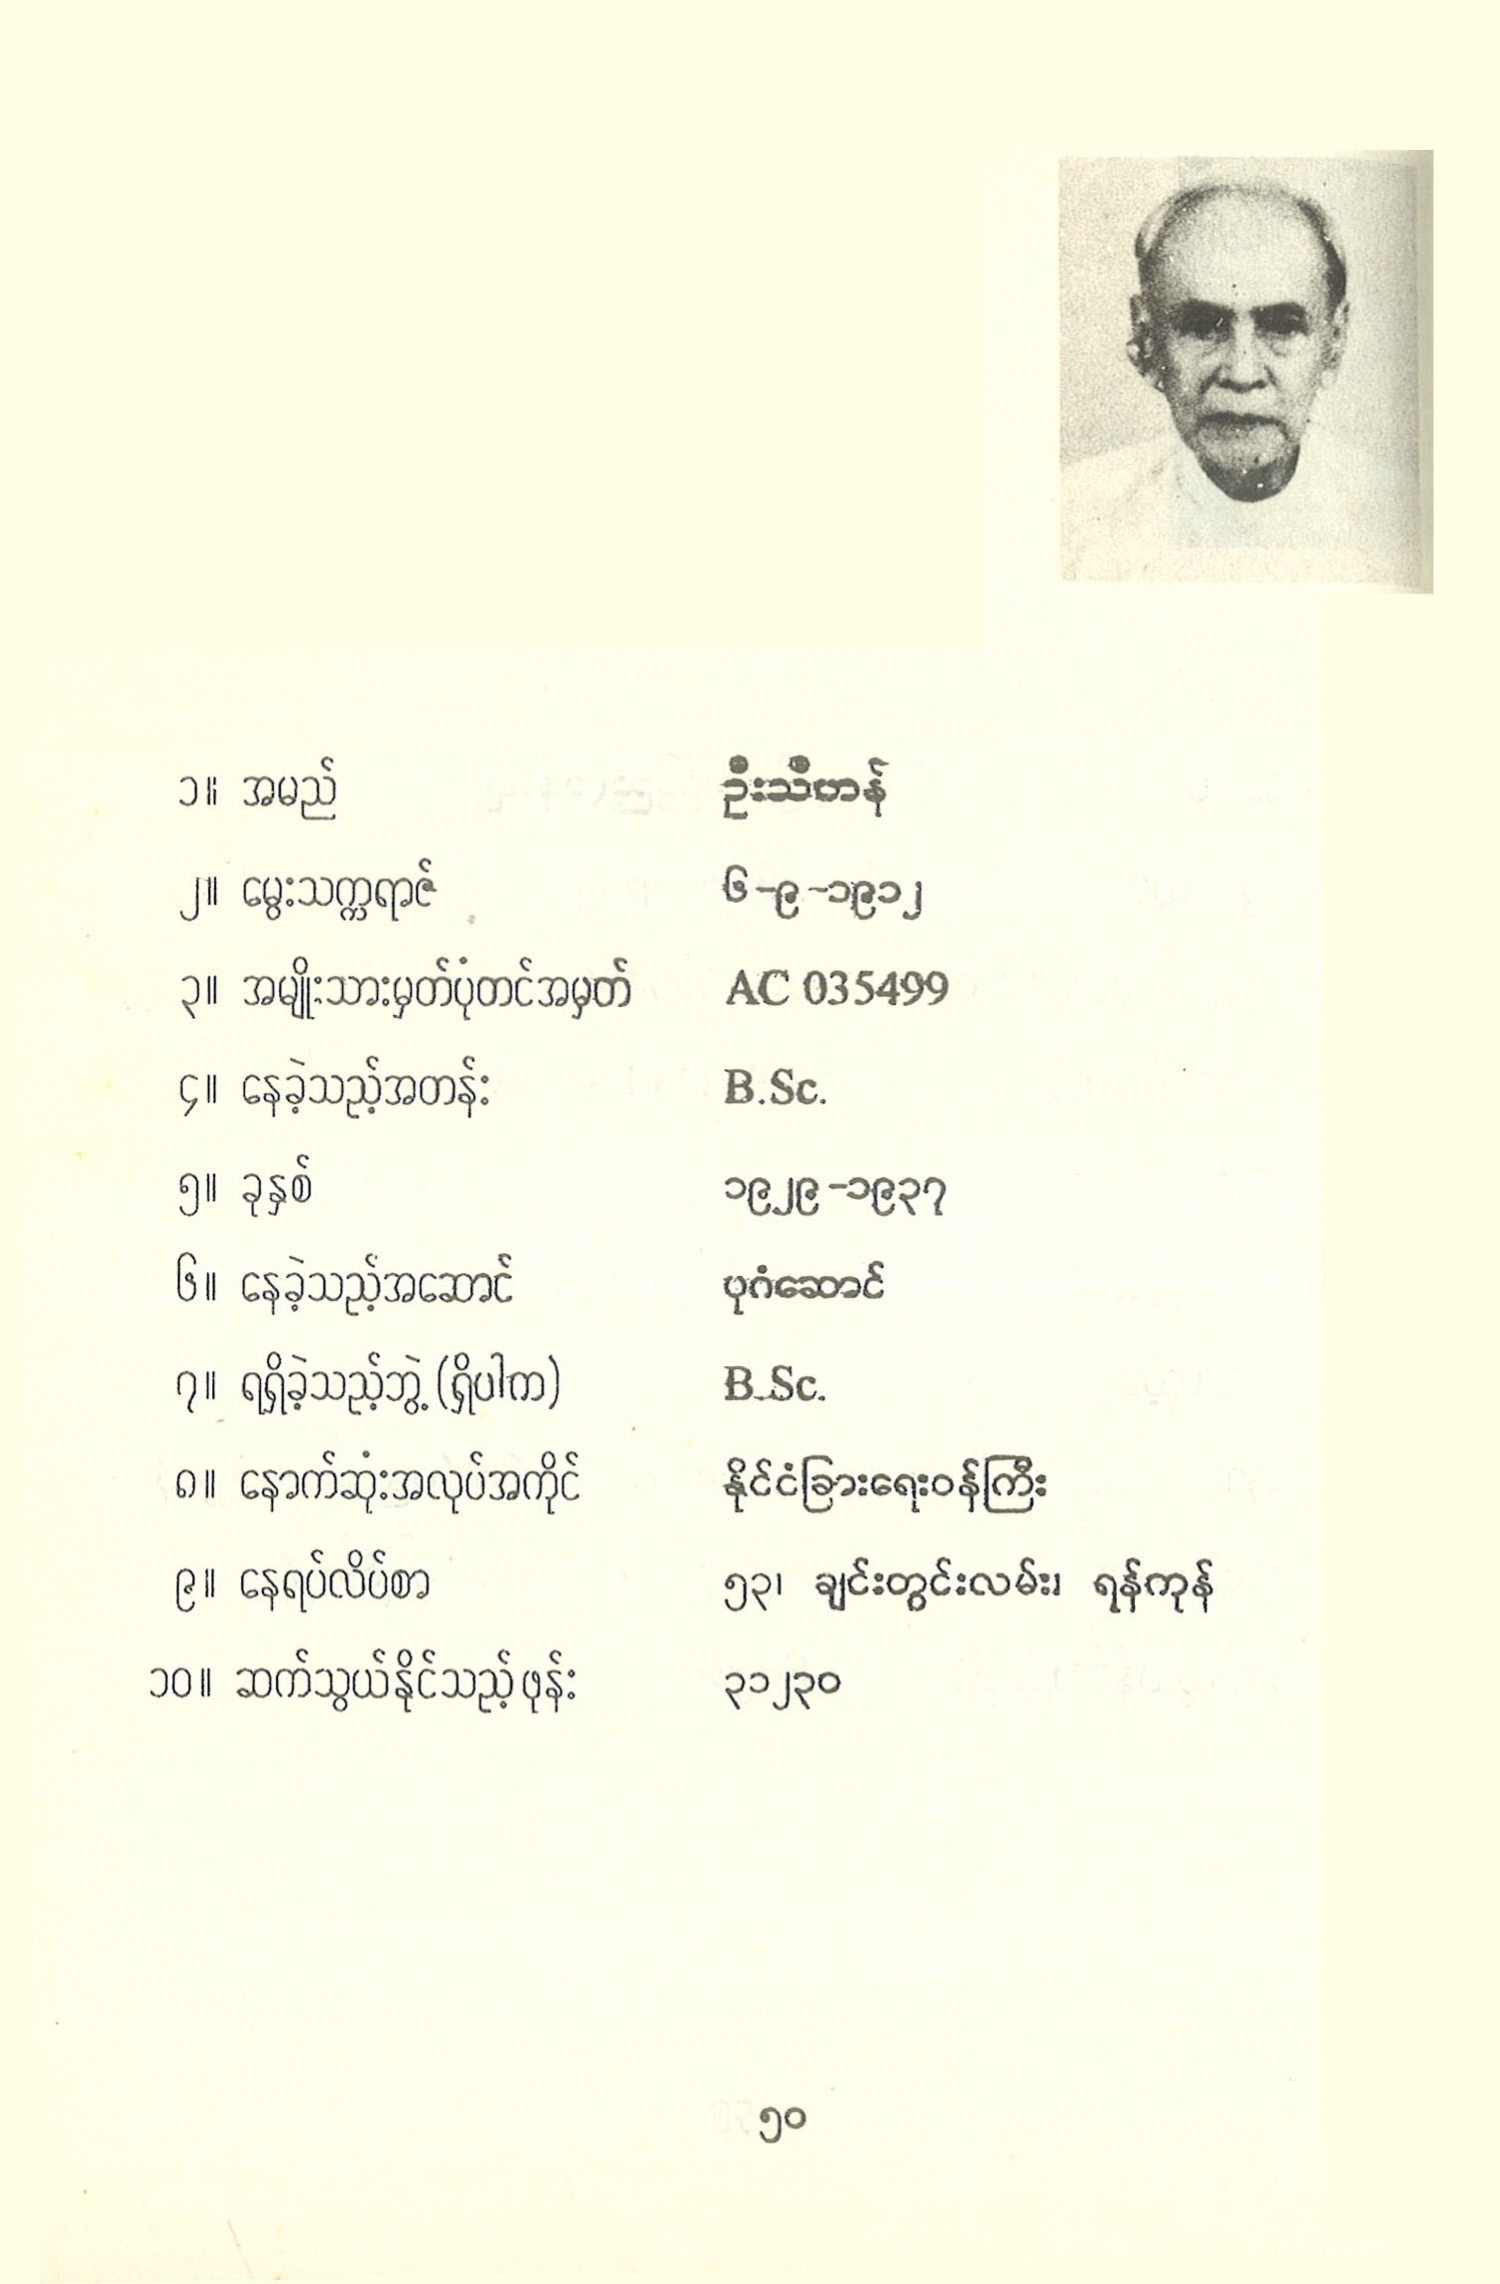 ၁။ အမည် ဦးသီဟန်
၂။ မွေးသက္ကရာဇ် ၆-၉-၁၉၁၂
၃။ အမျိုးသားမှတ်ပုံတင်အမှတ် AC 035499
၄။ နေခဲ့သည့်အတန်း B.Sc.
၅။ ခုနှစ် ၁၉၂၉-၁၉၃၇
၆။ နေခဲ့သည့်အဆောင် ပုဂံဆောင်
၇။ ရရှိခဲ့သည့်ဘွဲ့ (ရှိပါက) B.Sc.
၈။ နောက်ဆုံးအလုပ်အကိုင် နိုင်ငံခြားရေးဝန်ကြီး
၉။ နေရပ်လိပ်စာ ၅၃၊ ချင်းတွင်းလမ်း၊ ရန်ကုန်
၁၀။ ဆက်သွယ်နိုင်သည့်ဖုန်း ၃၁၂၃၀
၅၀